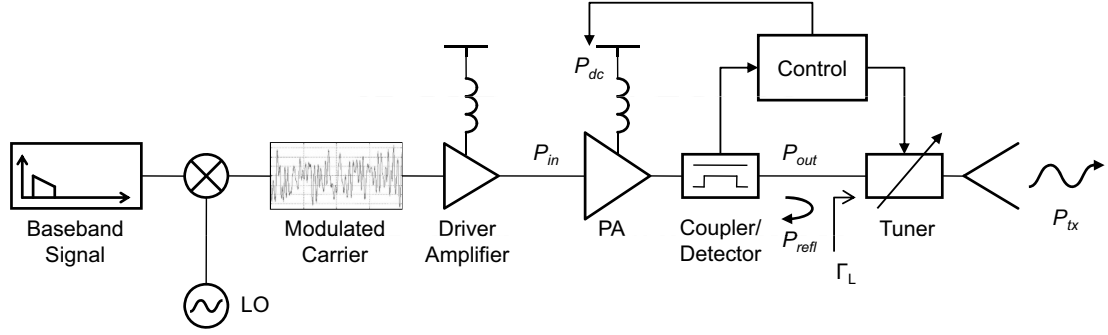 P_dc
Control
P_in
P_out
Baseband
Signal
Modulated
Carrier
Driver
Amplifier
PA
Coupler/
Detector
P_refl
Γ_L
Tuner
P_tx
LO